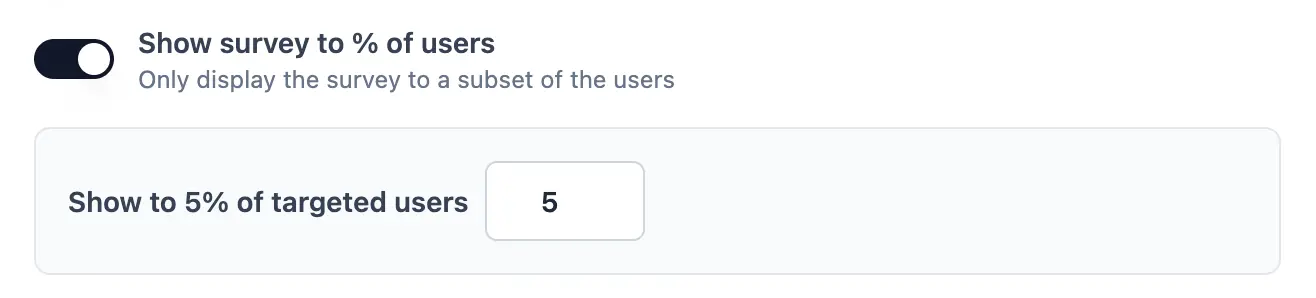 Show survey to % of users
Only display the survey to a subset of the users
Show to 5% of targeted users 5